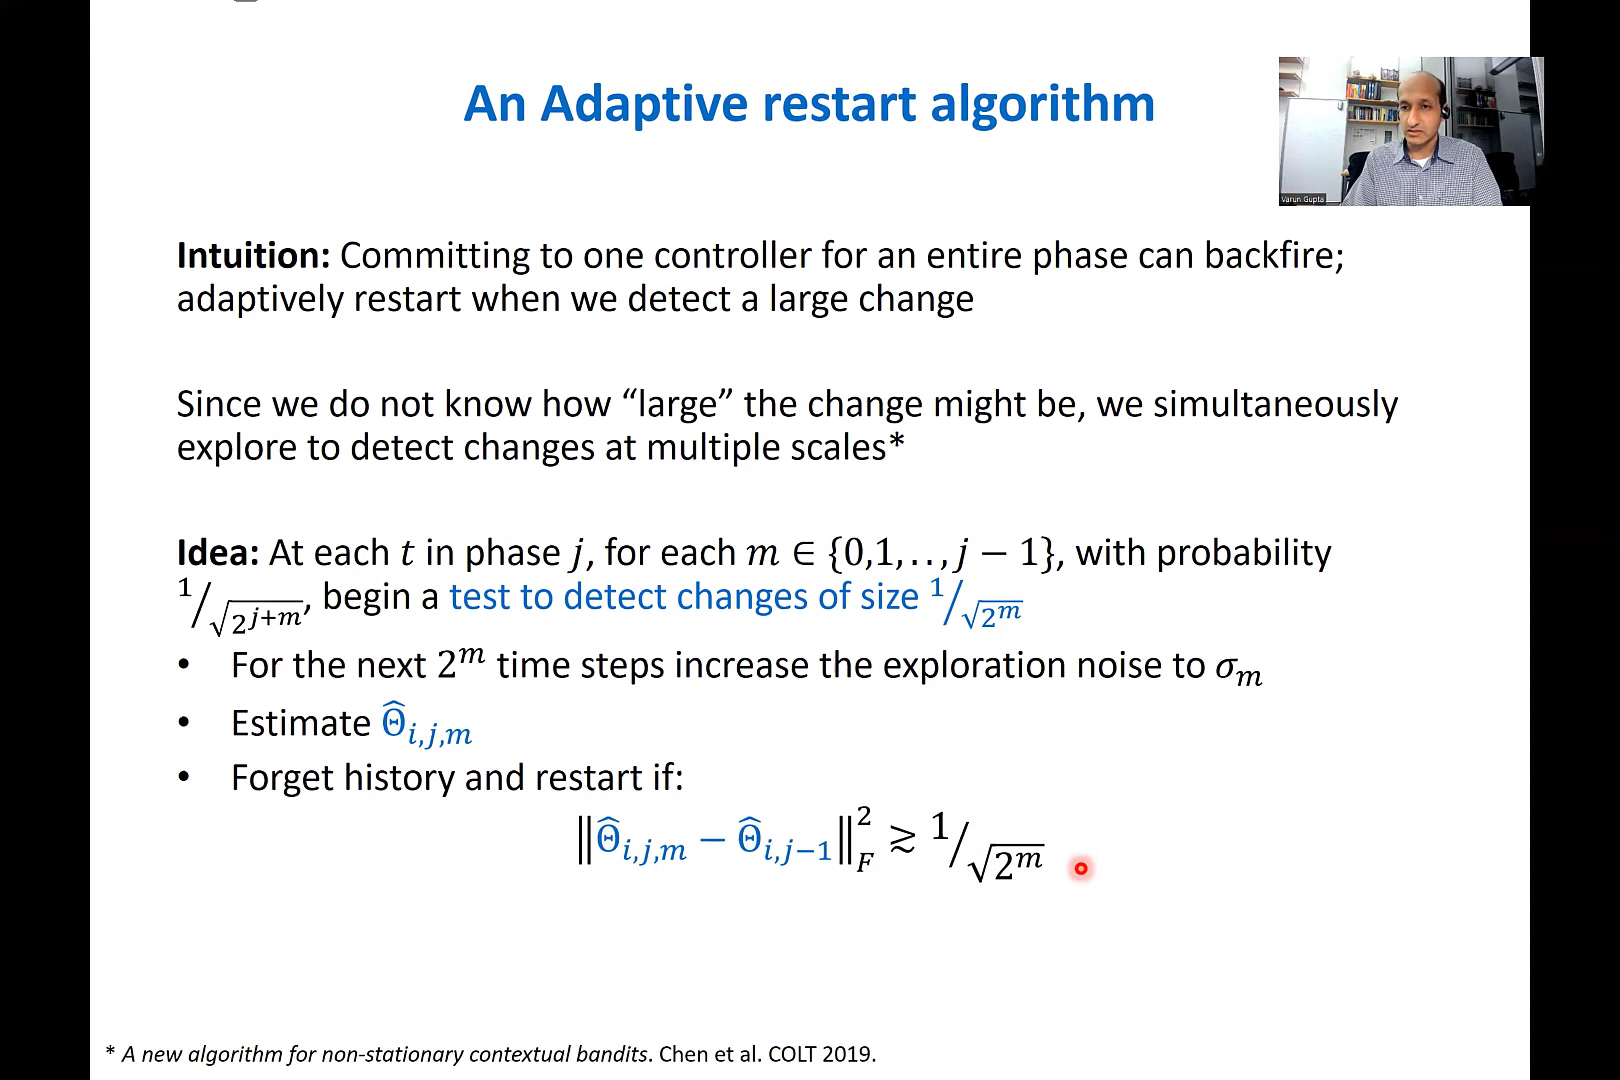 An Adaptive restart algorithm
Varun Gupta
Intuition: Committing to one controller for an entire phase can backfire;
adaptively restart when we detect a large change
Since we do not know how “large” the change might be, we simultaneously
explore to detect changes at multiple scales*
Idea: At each t in phase j, for each m ∈ {0,1,..,j − 1}, with probability
1/√2^{j+m}, begin a test to detect changes of size 1/√2^m
• For the next 2^m time steps increase the exploration noise to σ_m
• Estimate Θ̂_{i,j,m}
• Forget history and restart if:
‖Θ̂_{i,j,m} − Θ̂_{i,j−1}‖_F^2 ≳ 1/√2^m
* A new algorithm for non-stationary contextual bandits. Chen et al. COLT 2019.